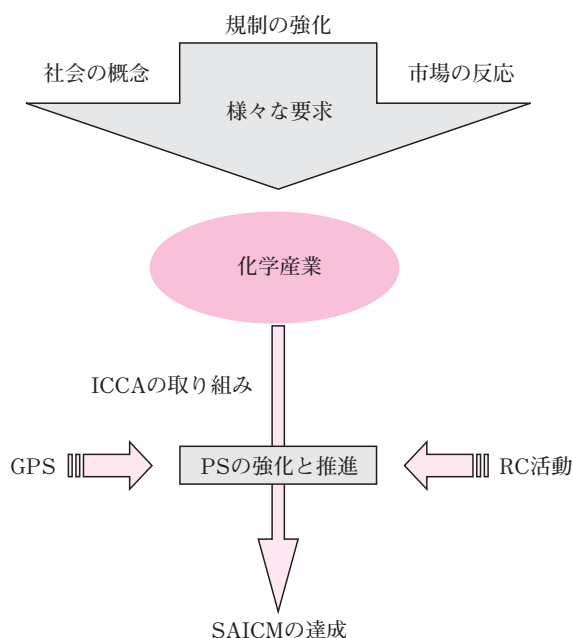 規制の強化
社会の概念
市場の反応
様々な要求
化学産業
ICCAの取り組み
GPS
PSの強化と推進
RC活動
SAICMの達成